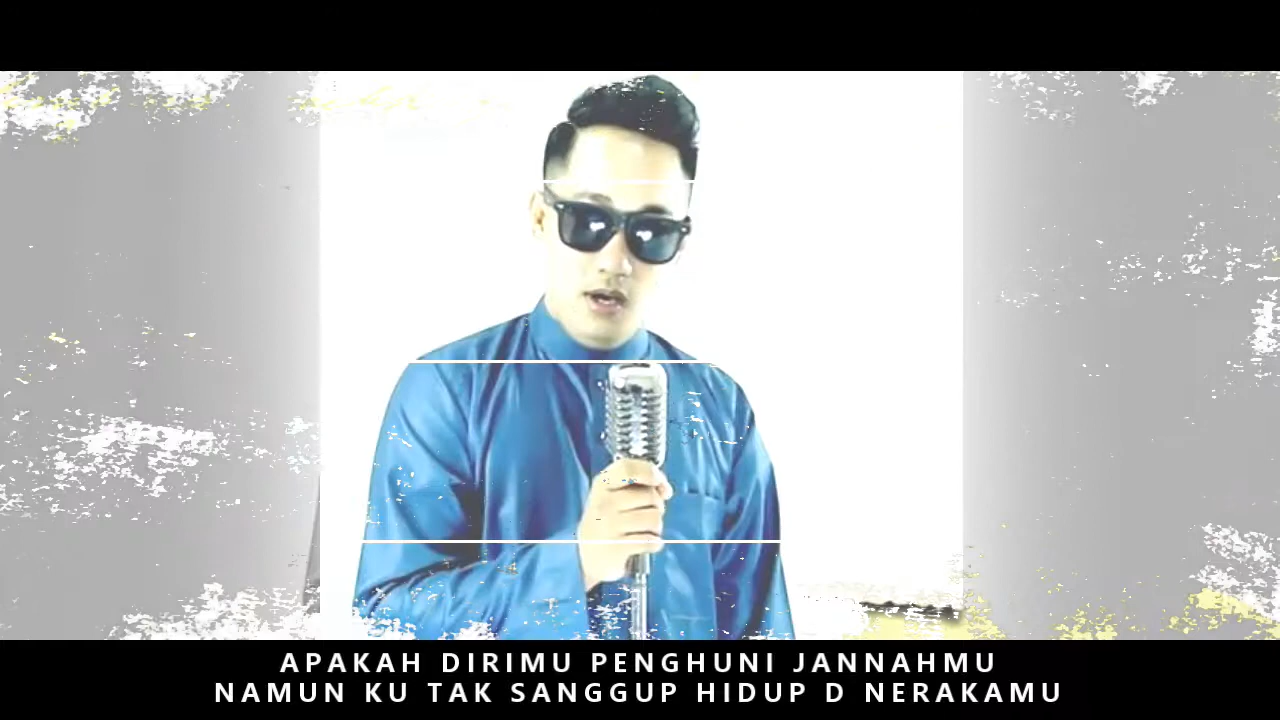 APAKAH DIRIMU PENGHUNI JANNAHMU
NAMUN KU TAK SANGGUP HIDUP D NERAKAMU